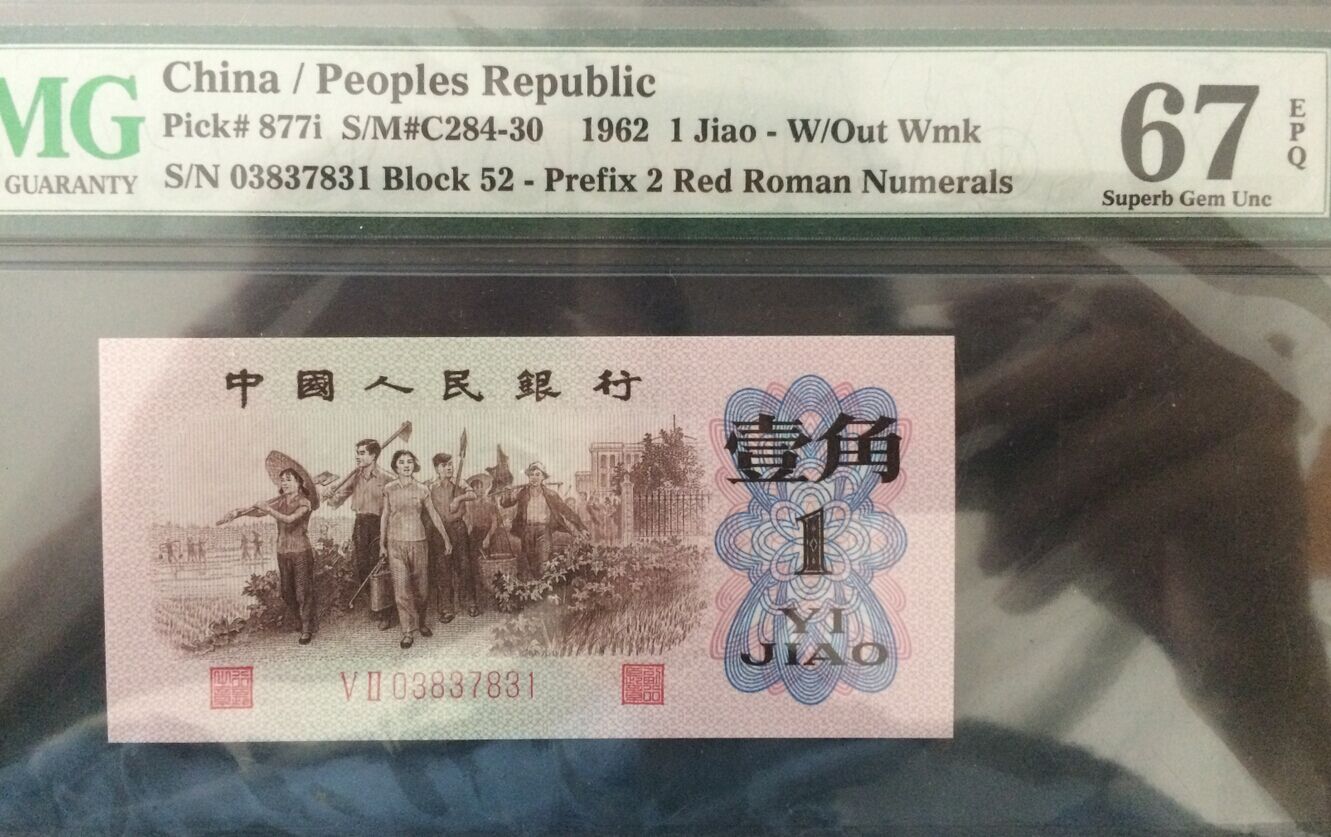 MG
GUARANTY
China / Peoples Republic
Pick# 877i S/M#C284-30 1962 1 Jiao - W/Out Wmk
S/N 03837831 Block 52 - Prefix 2 Red Roman Numerals
67
EPQ
Superb Gem Unc
中國人民銀行
壹角
1
YI
JIAO
V II 03837831